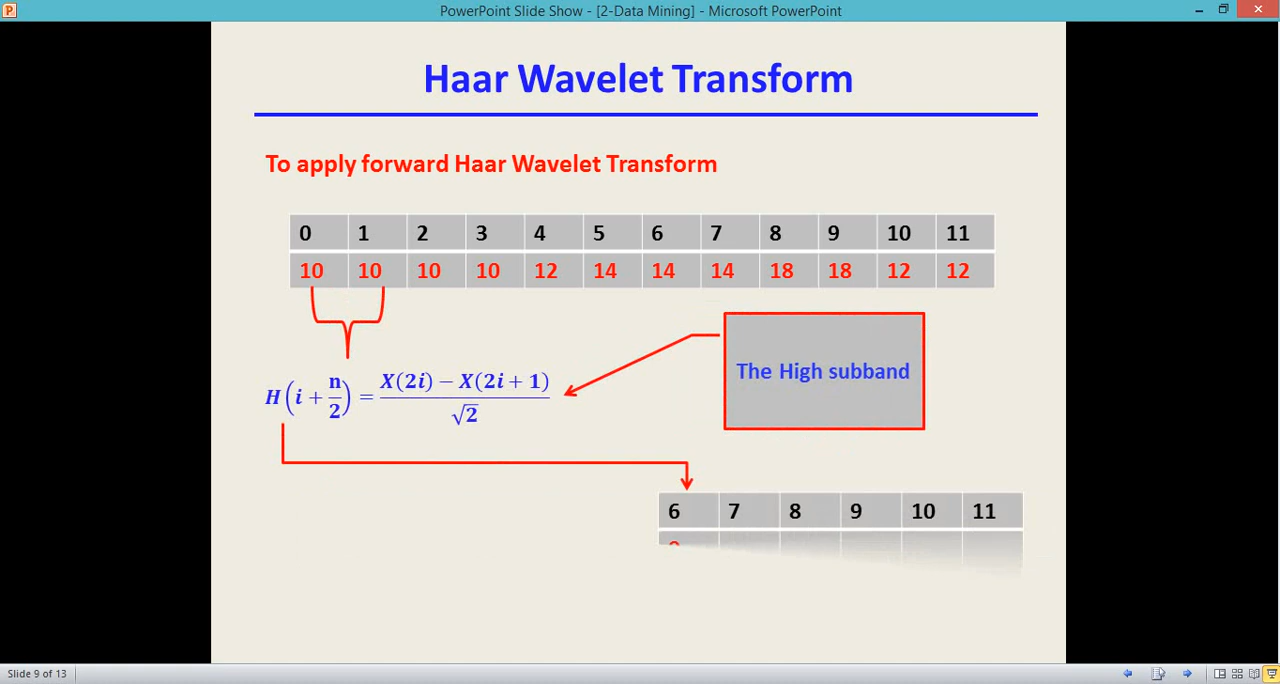 PowerPoint Slide Show - [2-Data Mining] - Microsoft PowerPoint
Haar Wavelet Transform
To apply forward Haar Wavelet Transform
0 1 2 3 4 5 6 7 8 9 10 11
10 10 10 10 12 14 14 14 18 18 12 12
The High subband
H(i + n/2) = X(2i) − X(2i + 1) / √2
6 7 8 9 10 11
Slide 9 of 13